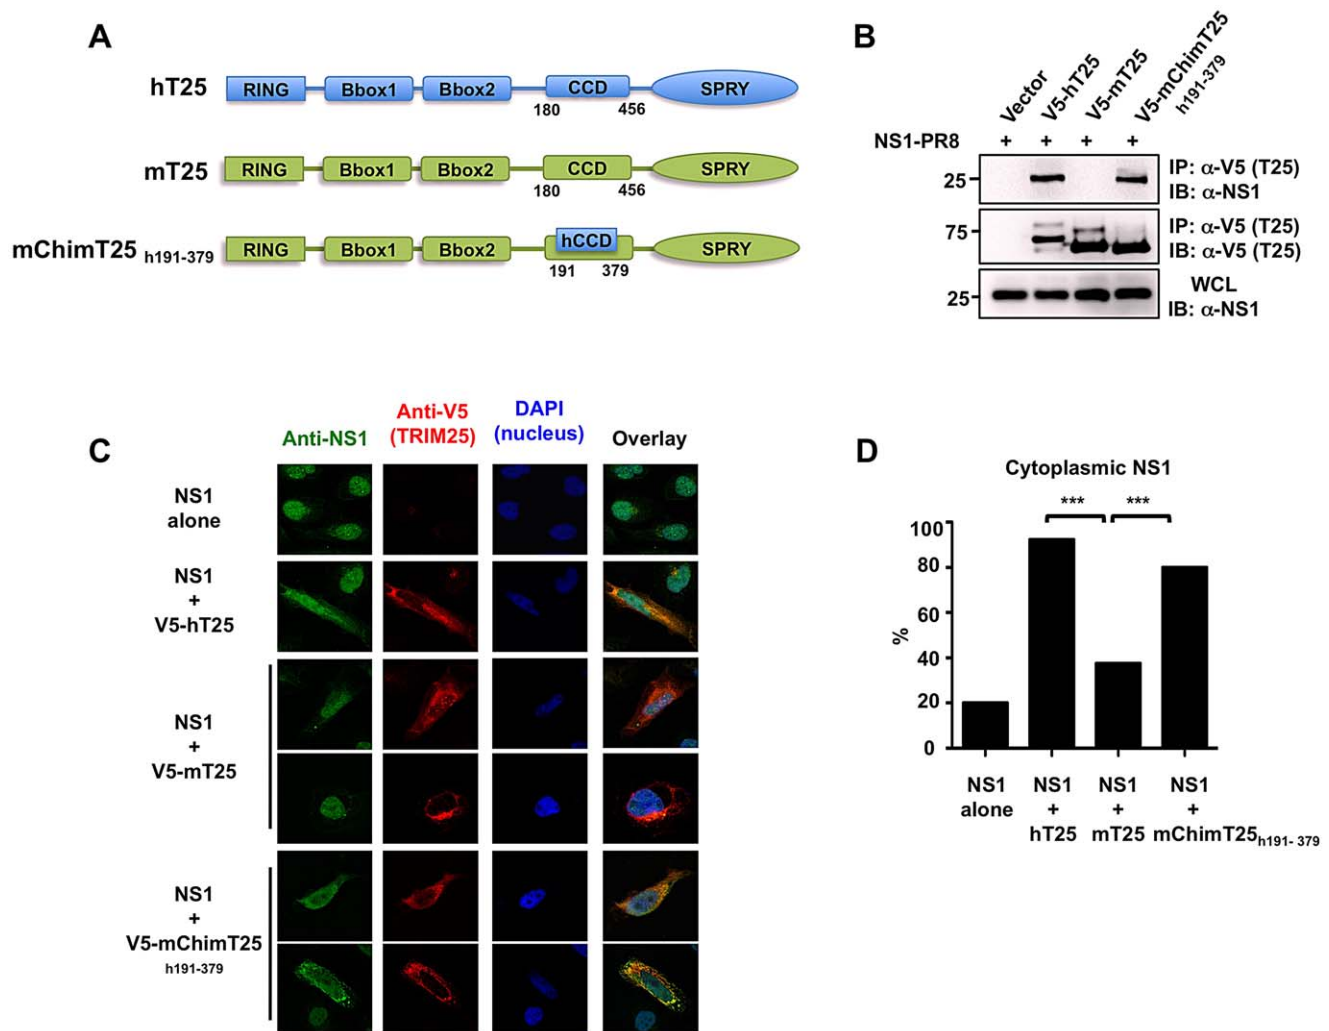 A
hT25
RING
Bbox1
Bbox2
CCD
SPRY
180
456
mT25
RING
Bbox1
Bbox2
CCD
SPRY
180
456
mChimT25 h191-379
RING
Bbox1
Bbox2
hCCD
SPRY
191
379
B
Vector
V5-hT25
V5-mT25
V5-mChimT25
h191-379
NS1-PR8 + + + +
25
IP: α-V5 (T25)
IB: α-NS1
75
IP: α-V5 (T25)
IB: α-V5 (T25)
25
WCL
IB: α-NS1
C
Anti-NS1
Anti-V5
(TRIM25)
DAPI
(nucleus)
Overlay
NS1
alone
NS1
+
V5-hT25
NS1
+
V5-mT25
NS1
+
V5-mChimT25
h191-379
D
Cytoplasmic NS1
*** ***
100
80
60
40
20
0
%
NS1
alone
NS1
+
hT25
NS1
+
mT25
NS1
+
mChimT25h191- 379